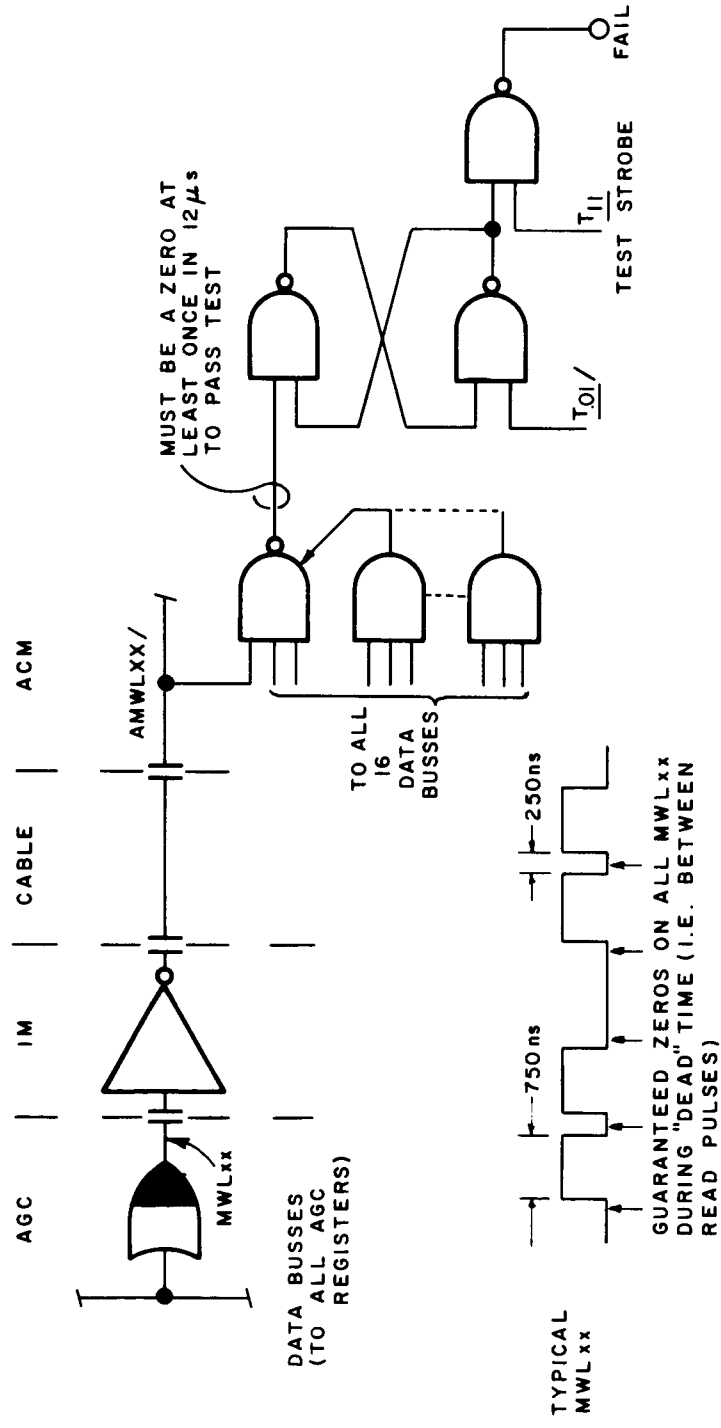 AGC
IM
CABLE
ACM
MWLxx
AMWLXX/
DATA BUSSES
(TO ALL AGC
REGISTERS)
TO ALL
16
DATA
BUSSES
MUST BE A ZERO AT
LEAST ONCE IN 12μs
TO PASS TEST
T01/
T11
TEST STROBE
FAIL
TYPICAL
MWLxx
750ns
250ns
GUARANTEED ZEROS ON ALL MWLxx
DURING "DEAD" TIME (I.E. BETWEEN
READ PULSES)